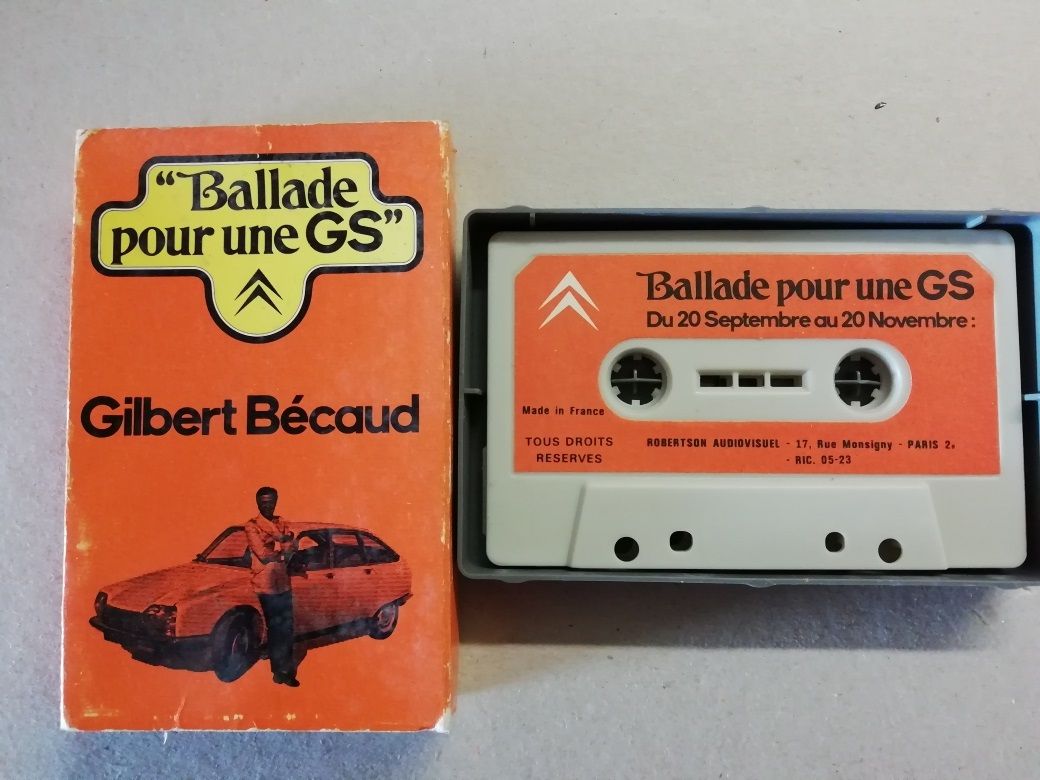 “Ballade
pour une GS”
Gilbert Bécaud
Ballade pour une GS
Du 20 Septembre au 20 Novembre :
Made in France
TOUS DROITS
RESERVES
ROBERTSON AUDIOVISUEL - 17, Rue Monsigny - PARIS 2e
- RIC. 05-23